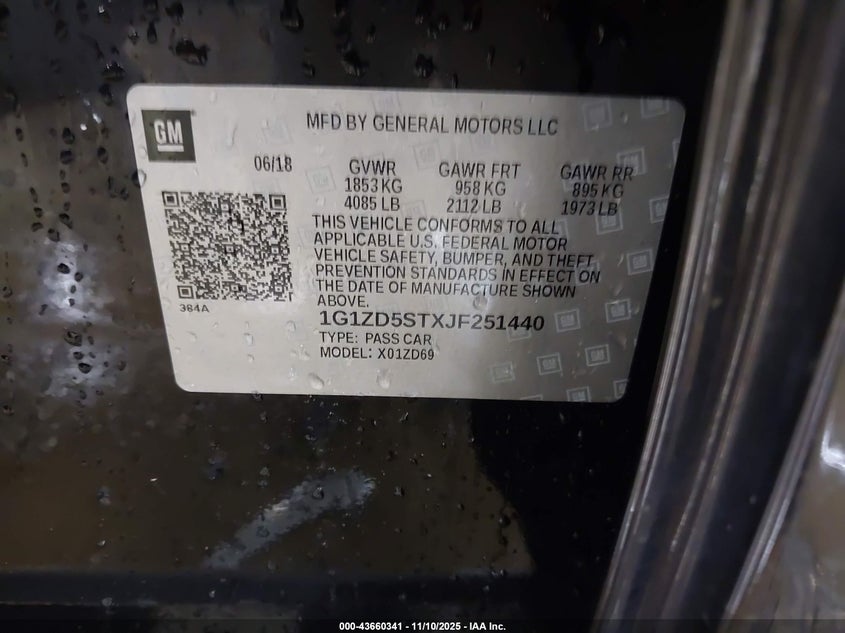 GM
MFD BY GENERAL MOTORS LLC
06/18 GVWR GAWR FRT GAWR RR
1853 KG 958 KG 895 KG
4085 LB 2112 LB 1973 LB
THIS VEHICLE CONFORMS TO ALL
APPLICABLE U.S. FEDERAL MOTOR
VEHICLE SAFETY, BUMPER, AND THEFT
PREVENTION STANDARDS IN EFFECT ON
THE DATE OF MANUFACTURE SHOWN
ABOVE.
384A
1G1ZD5STXJF251440
TYPE: PASS CAR
MODEL: X01ZD69
000-43660341 - 11/10/2025 - IAA Inc.